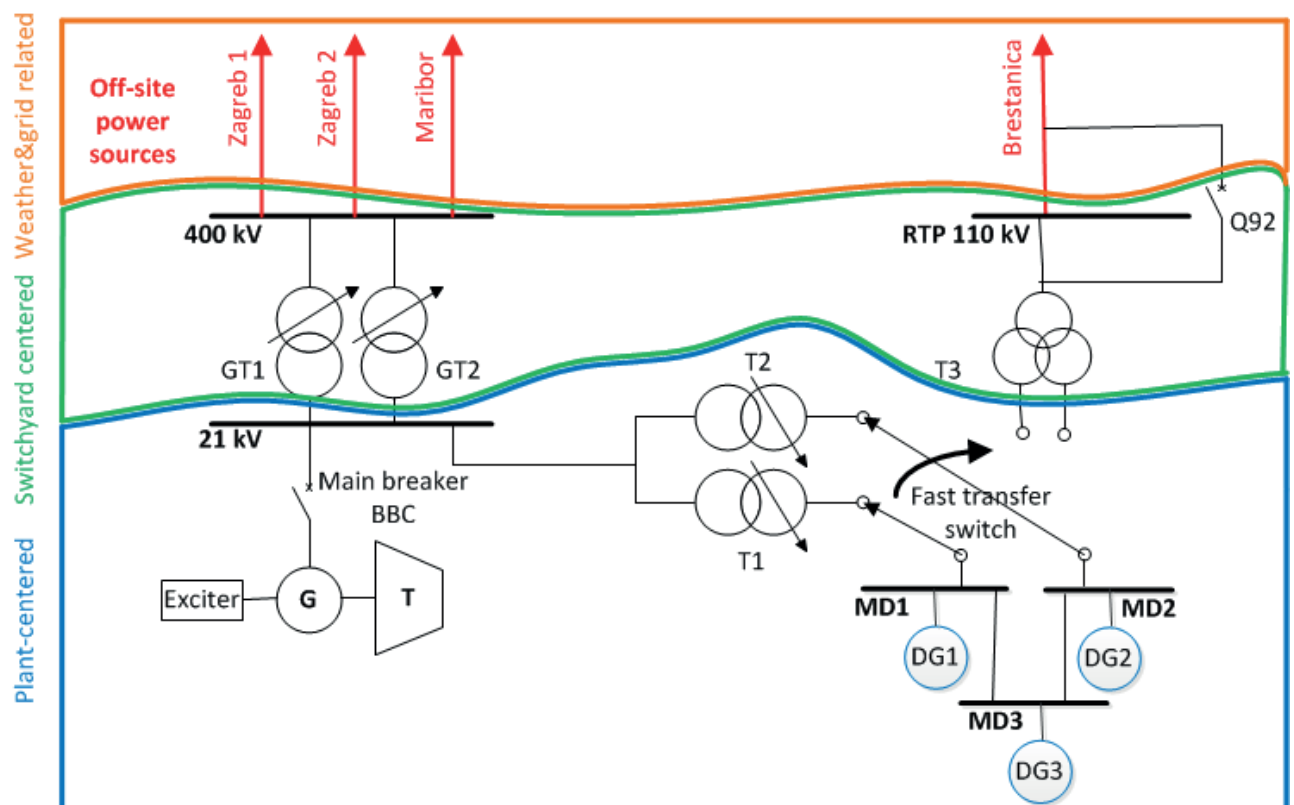 Weather&grid related
Switchyard centered
Plant-centered
Off-site
power
sources
Zagreb 1
Zagreb 2
Maribor
Brestanica
400 kV
RTP 110 kV
Q92
GT1
GT2
T2
T3
21 kV
Main breaker
BBC
Fast transfer
switch
T1
Exciter
G
T
MD1
MD2
DG1
DG2
MD3
DG3